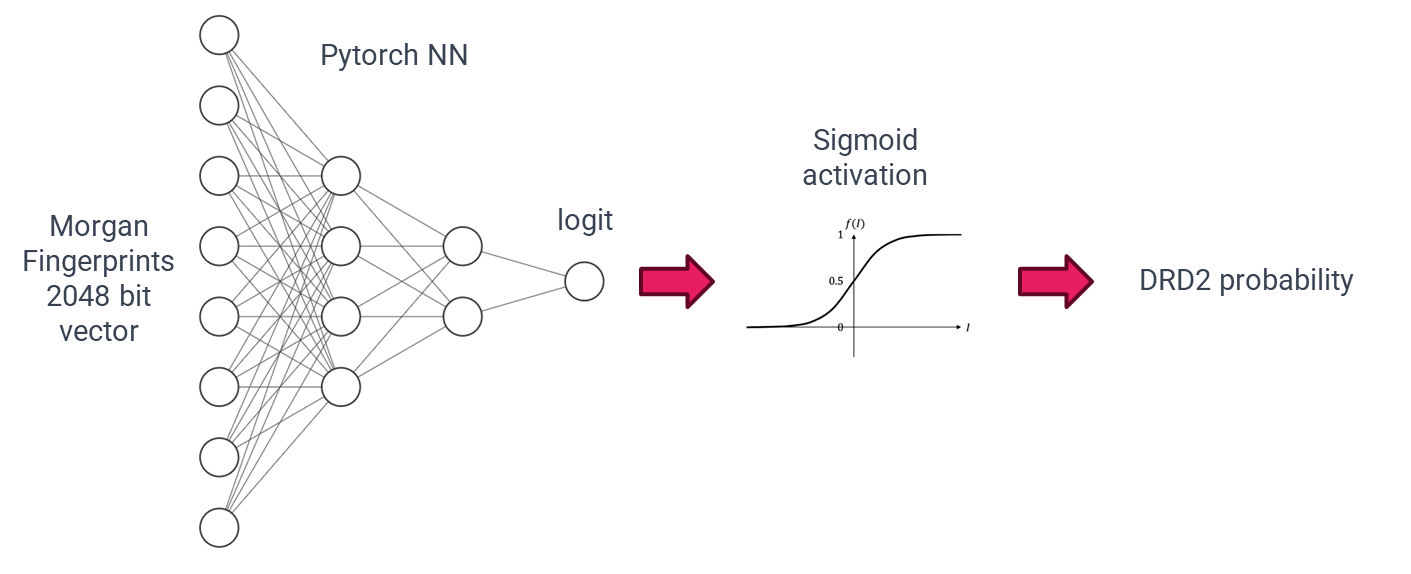 Pytorch NN
Morgan
Fingerprints
2048 bit
vector
logit
Sigmoid
activation
f(l)
1
0.5
0
l
DRD2 probability